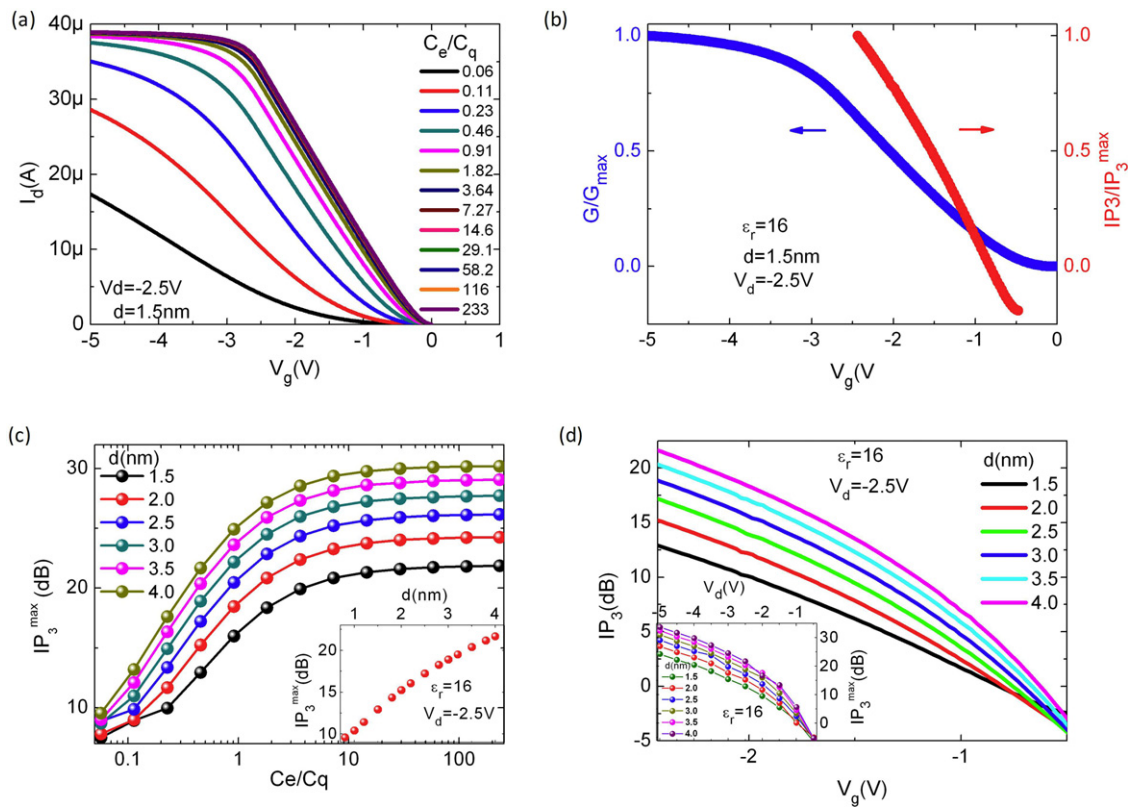 (a)
40µ
30µ
20µ
10µ
0
I_d(A)
C_e/C_q
0.06
0.11
0.23
0.46
0.91
1.82
3.64
7.27
14.6
29.1
58.2
116
233
Vd=-2.5V
d=1.5nm
-5 -4 -3 -2 -1 0 1
V_g(V)
(b)
1.0
0.5
0.0
G/G_max
1.0
0.5
0.0
IP3/IP_3^max
ε_r=16
d=1.5nm
V_d=-2.5V
-5 -4 -3 -2 -1 0
V_g(V
(c)
30
20
10
IP_3^max (dB)
d(nm)
1.5
2.0
2.5
3.0
3.5
4.0
0.1 1 10 100
Ce/Cq
d(nm)
1 2 3 4
20
15
10
IP_3^max (dB)
ε_r=16
V_d=-2.5V
(d)
20
15
10
5
0
-5
IP_3(dB)
ε_r=16
V_d=-2.5V
d(nm)
1.5
2.0
2.5
3.0
3.5
4.0
-2 -1
V_g(V)
V_d(V)
-5 -4 -3 -2 -1
30
20
10
0
IP_3^max(dB)
d(nm)
1.5
2.0
2.5
3.0
3.5
4.0
ε_r=16